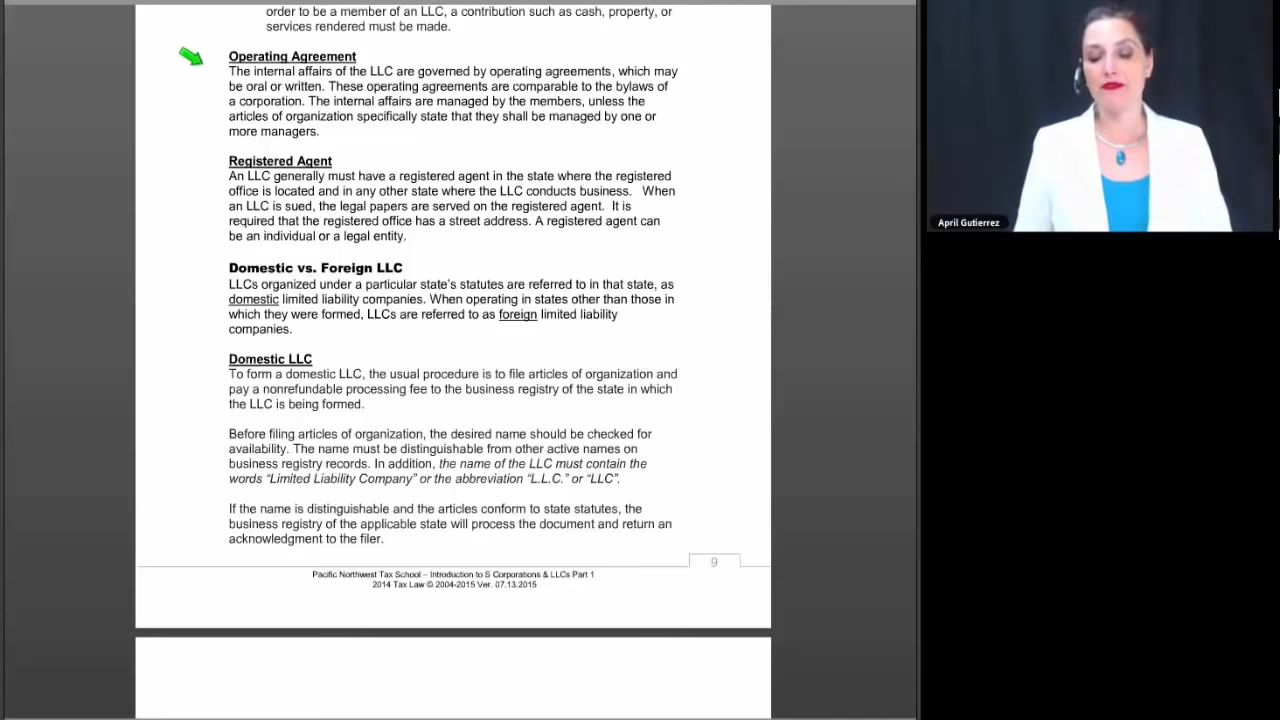 order to be a member of an LLC, a contribution such as cash, property, or
services rendered must be made.
Operating Agreement
The internal affairs of the LLC are governed by operating agreements, which may
be oral or written. These operating agreements are comparable to the bylaws of
a corporation. The internal affairs are managed by the members, unless the
articles of organization specifically state that they shall be managed by one or
more managers.
Registered Agent
An LLC generally must have a registered agent in the state where the registered
office is located and in any other state where the LLC conducts business. When
an LLC is sued, the legal papers are served on the registered agent. It is
required that the registered office has a street address. A registered agent can
be an individual or a legal entity.
Domestic vs. Foreign LLC
LLCs organized under a particular state's statutes are referred to in that state, as
domestic limited liability companies. When operating in states other than those in
which they were formed, LLCs are referred to as foreign limited liability
companies.
Domestic LLC
To form a domestic LLC, the usual procedure is to file articles of organization and
pay a nonrefundable processing fee to the business registry of the state in which
the LLC is being formed.
Before filing articles of organization, the desired name should be checked for
availability. The name must be distinguishable from other active names on
business registry records. In addition, the name of the LLC must contain the
words “Limited Liability Company” or the abbreviation “L.L.C.” or “LLC”.
If the name is distinguishable and the articles conform to state statutes, the
business registry of the applicable state will process the document and return an
acknowledgment to the filer.
9
Pacific Northwest Tax School – Introduction to S Corporations & LLCs Part 1
2014 Tax Law © 2004-2015 Ver. 07.13.2015
April Gutierrez